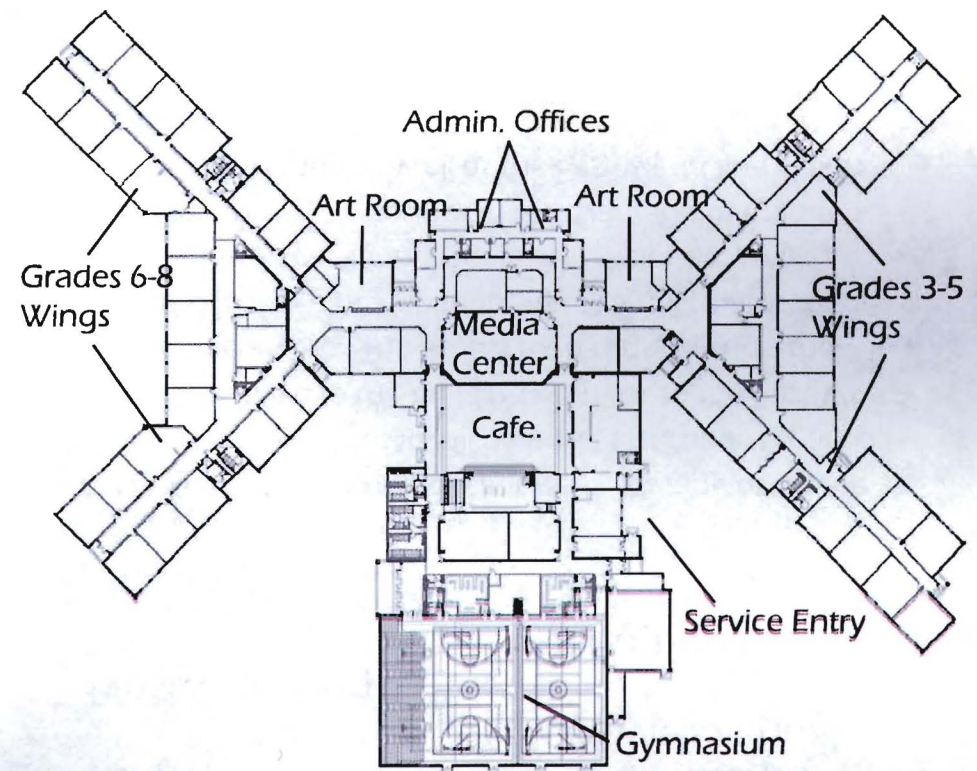 Admin. Offices
Art Room
Art Room
Grades 6-8
Wings
Grades 3-5
Wings
Media
Center
Cafe.
Service Entry
Gymnasium